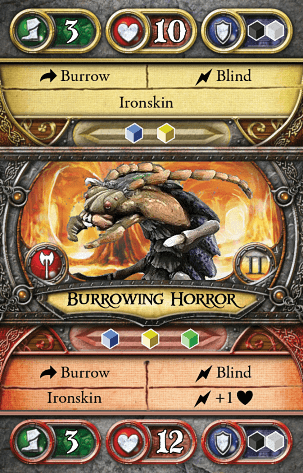 3 10
Burrow Blind
Ironskin
II
BURROWING HORROR
Burrow Blind
Ironskin +1
3 12